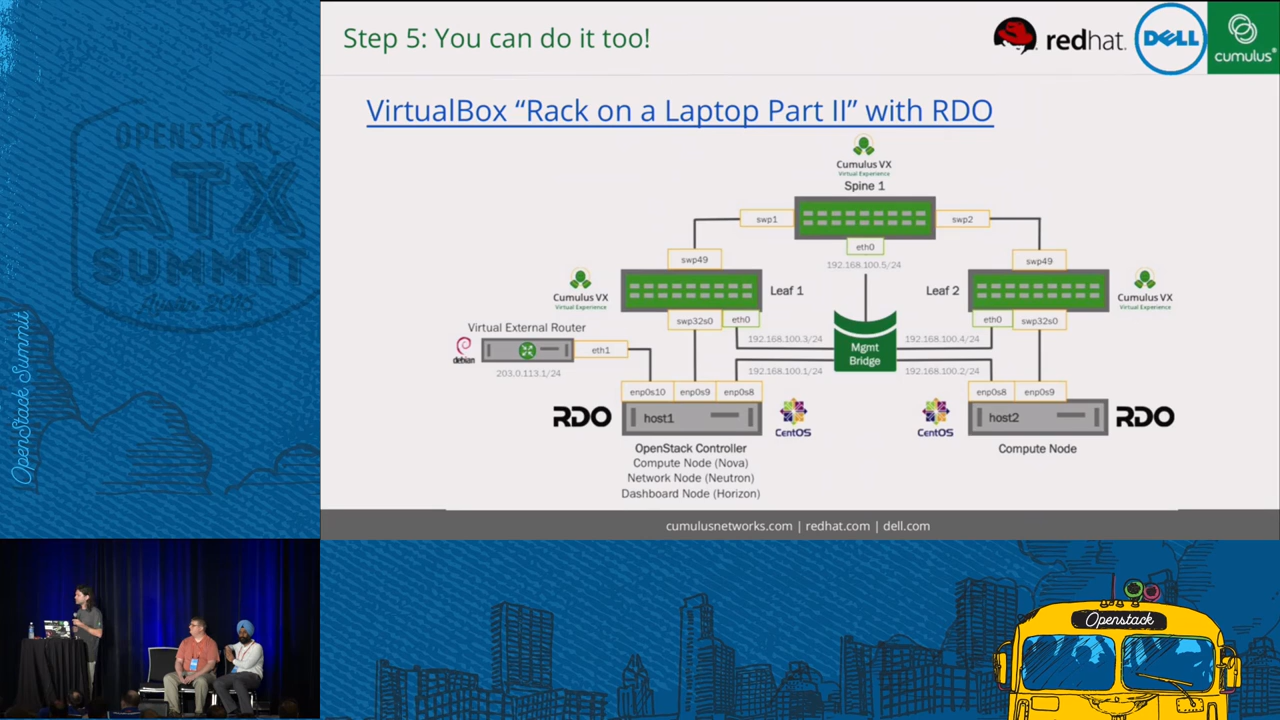 Step 5: You can do it too!
redhat.
DELL
cumulus®
VirtualBox “Rack on a Laptop Part II” with RDO
Cumulus VX
Virtual Experience
Spine 1
swp1
swp2
eth0
192.168.100.5/24
swp49
swp49
Cumulus VX
Virtual Experience
Leaf 1
Leaf 2
Cumulus VX
Virtual Experience
swp32s0
eth0
eth0
swp32s0
Virtual External Router
debian
eth1
203.0.113.1/24
192.168.100.3/24
192.168.100.4/24
Mgmt
Bridge
192.168.100.1/24
192.168.100.2/24
enp0s10
enp0s9
enp0s8
enp0s8
enp0s9
RDO
host1
CentOS
CentOS
host2
RDO
OpenStack Controller
Compute Node (Nova)
Network Node (Neutron)
Dashboard Node (Horizon)
Compute Node
cumulusnetworks.com | redhat.com | dell.com
OPENSTACK
ATX
SUMMIT
OpenStack Summit
Openstack